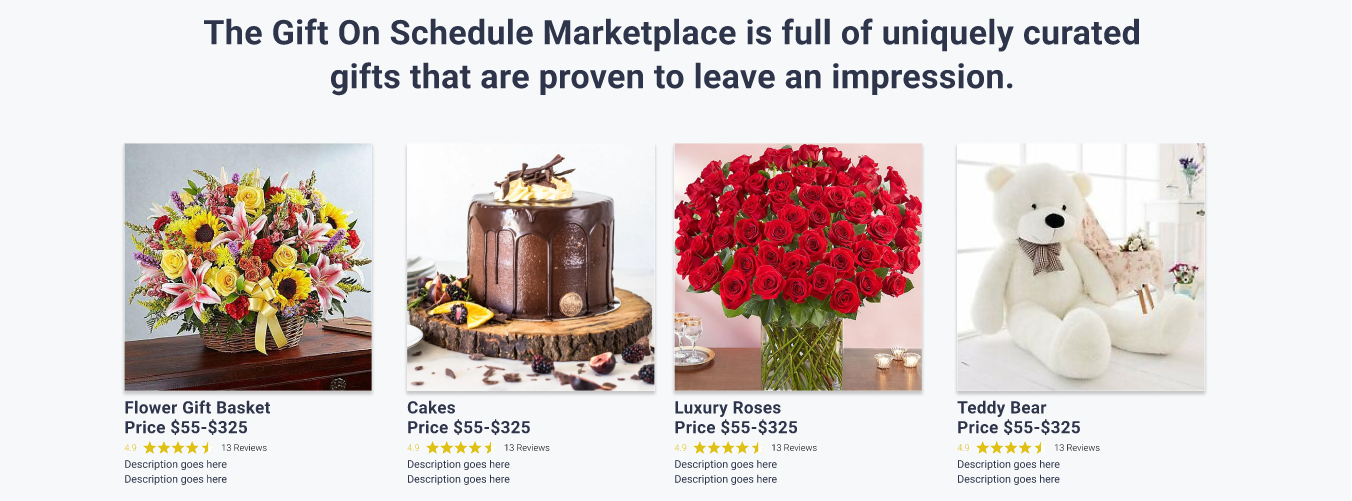 The Gift On Schedule Marketplace is full of uniquely curated
gifts that are proven to leave an impression.
Flower Gift Basket
Price $55-$325
4.9 13 Reviews
Description goes here
Description goes here
Cakes
Price $55-$325
4.9 13 Reviews
Description goes here
Description goes here
Luxury Roses
Price $55-$325
4.9 13 Reviews
Description goes here
Description goes here
Teddy Bear
Price $55-$325
4.9 13 Reviews
Description goes here
Description goes here